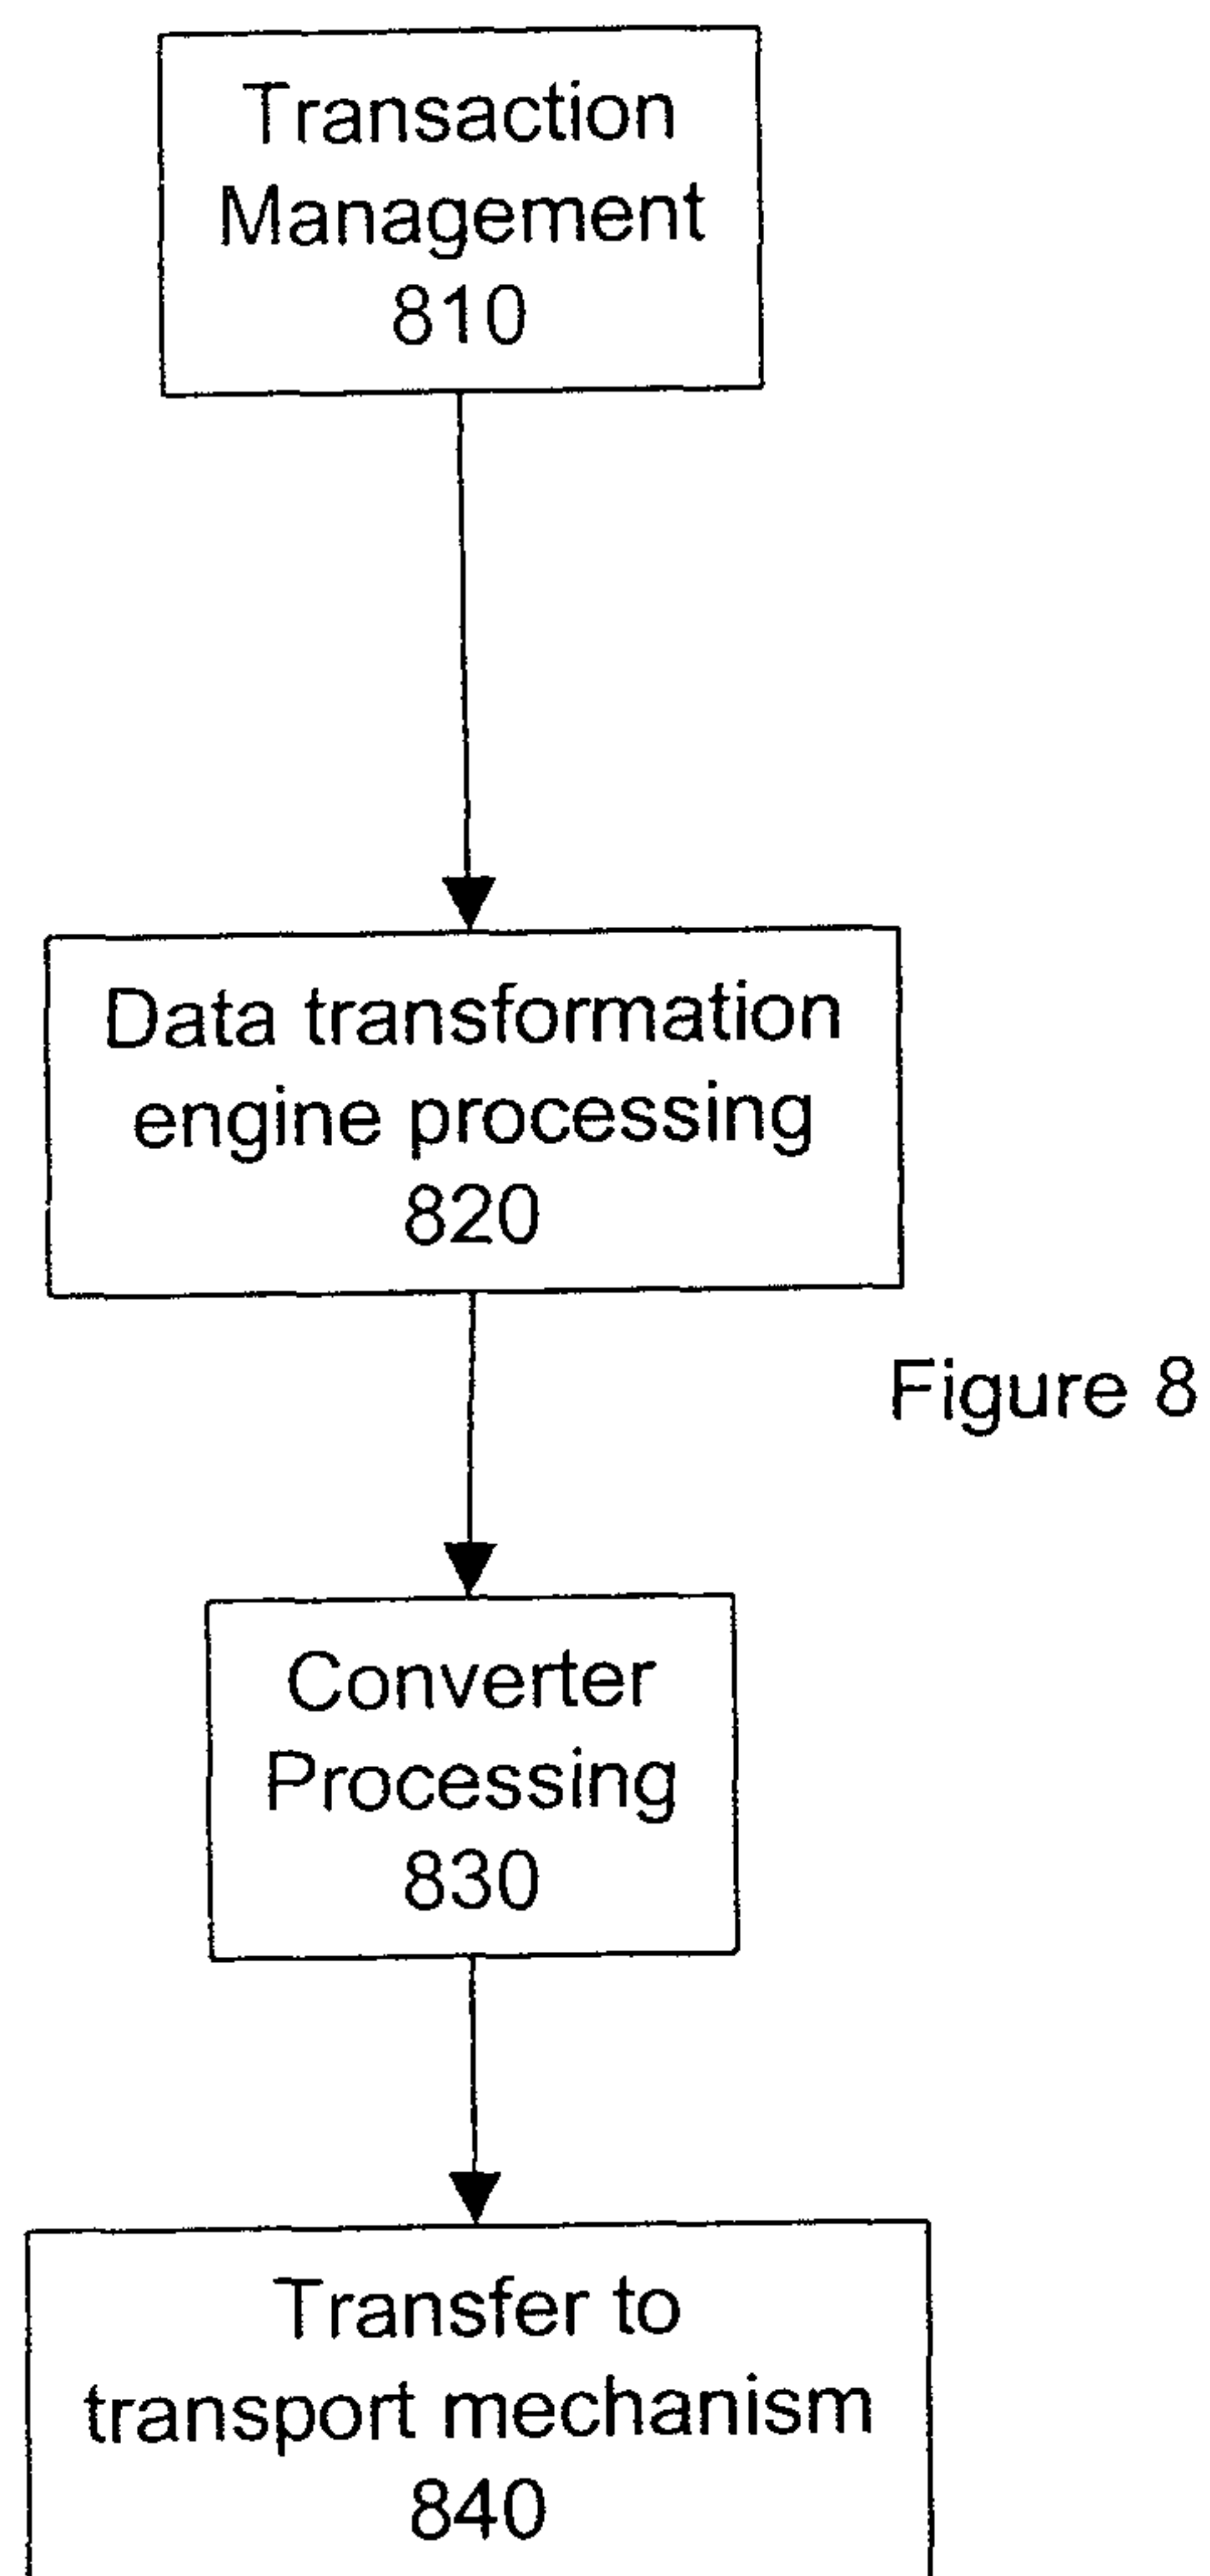 Transaction
Management
810
Data transformation
engine processing
820
Figure 8
Converter
Processing
830
Transfer to
transport mechanism
840